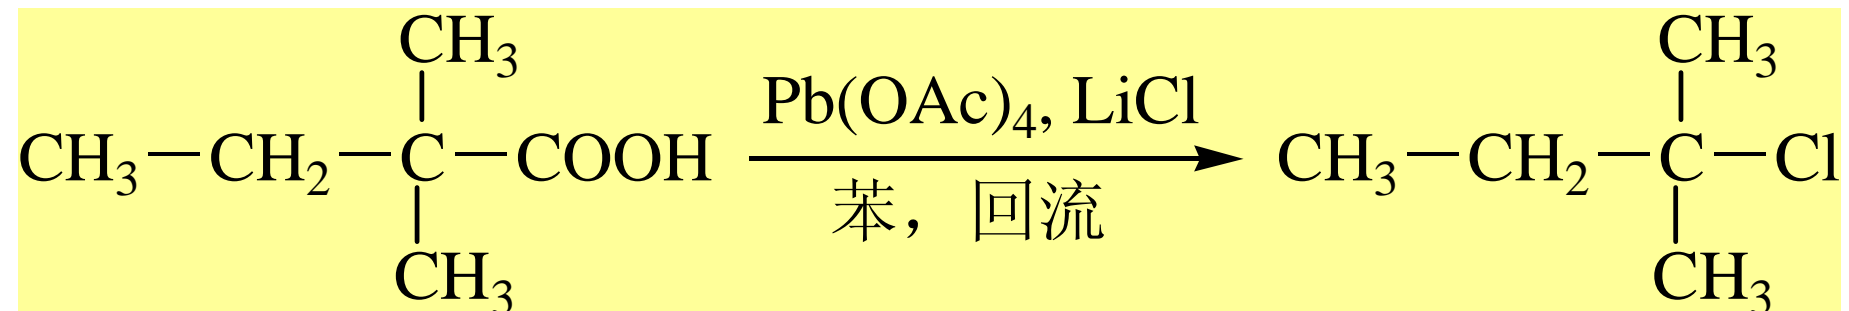 CH₃ CH₃
Pb(OAc)₄, LiCl
CH₃—CH₂—C—COOH CH₃—CH₂—C—Cl
苯，回流
CH₃ CH₃